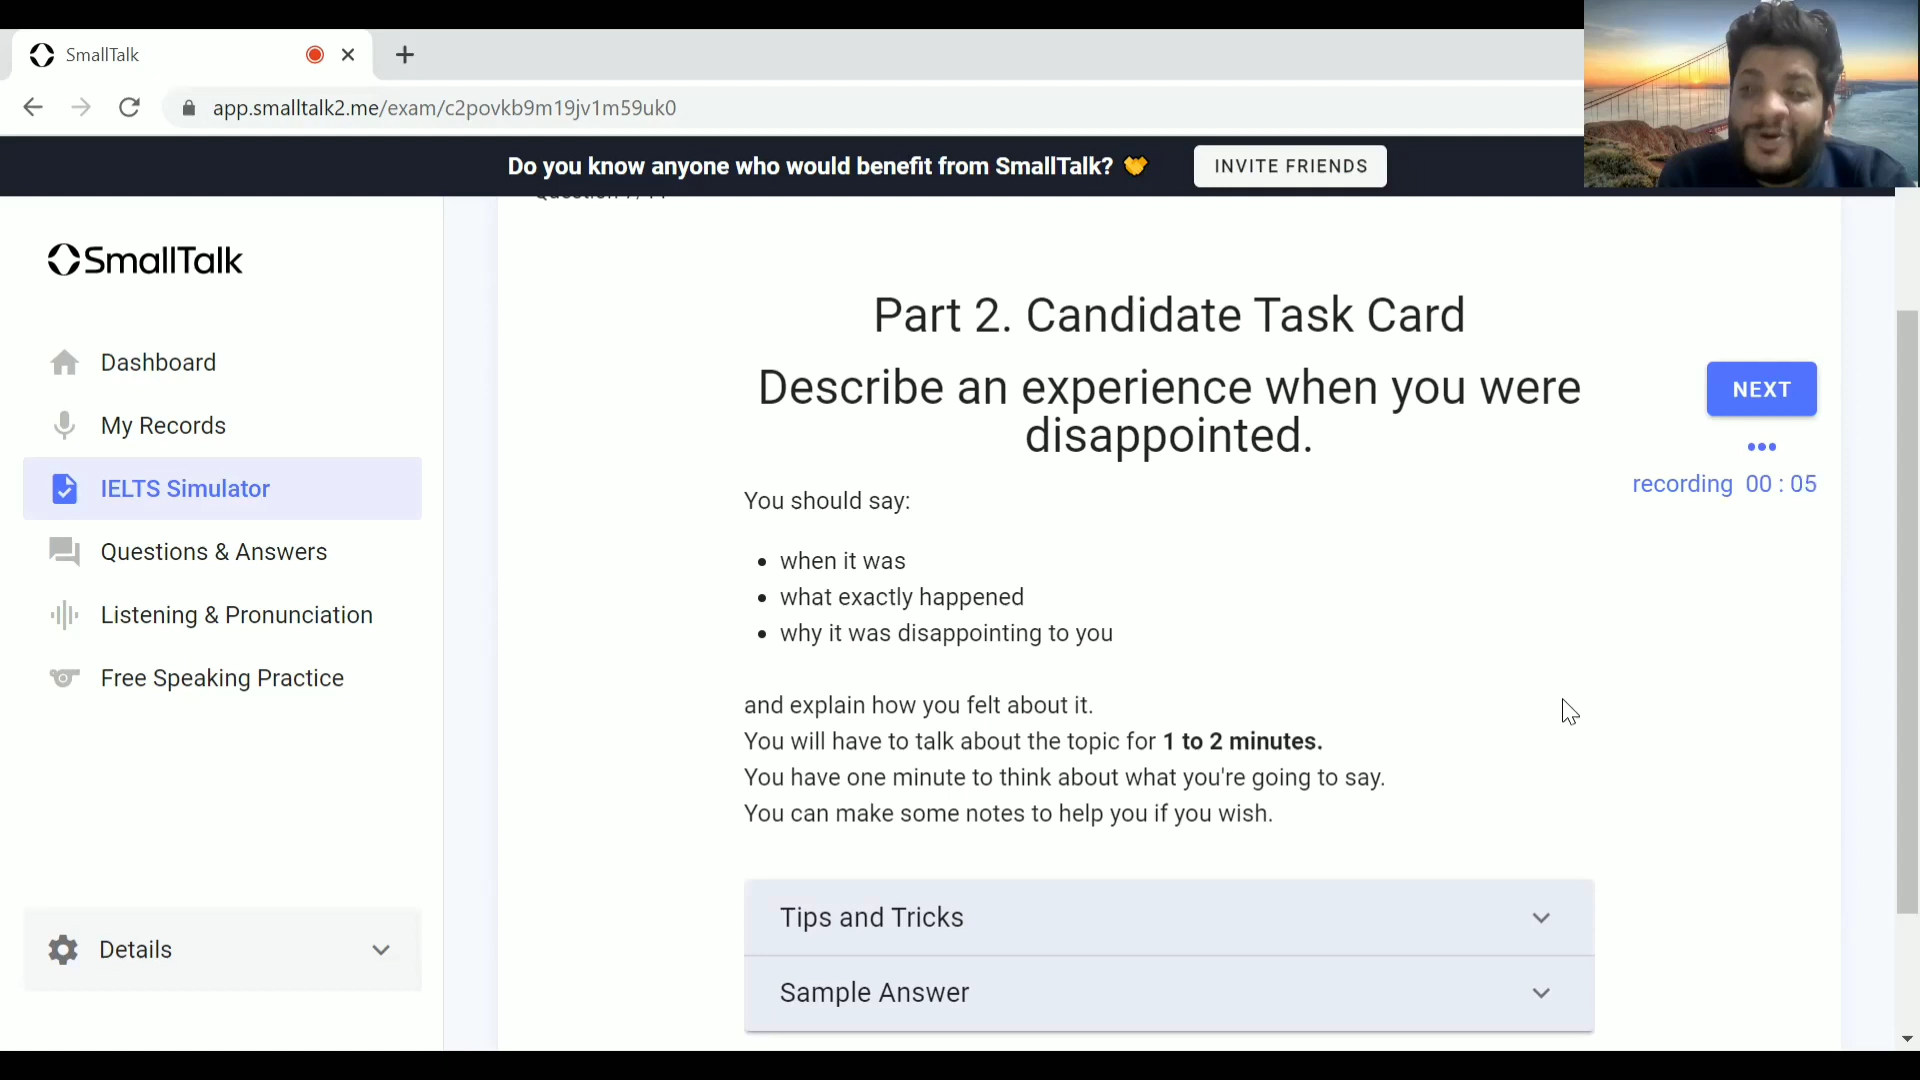 SmallTalk
app.smalltalk2.me/exam/c2povkb9m19jv1m59uk0
Do you know anyone who would benefit from SmallTalk?
INVITE FRIENDS
SmallTalk
Dashboard
My Records
IELTS Simulator
Questions & Answers
Listening & Pronunciation
Free Speaking Practice
Details
Part 2. Candidate Task Card
Describe an experience when you were
disappointed.
NEXT
recording 00 : 05
You should say:
when it was
what exactly happened
why it was disappointing to you
and explain how you felt about it.
You will have to talk about the topic for 1 to 2 minutes.
You have one minute to think about what you're going to say.
You can make some notes to help you if you wish.
Tips and Tricks
Sample Answer